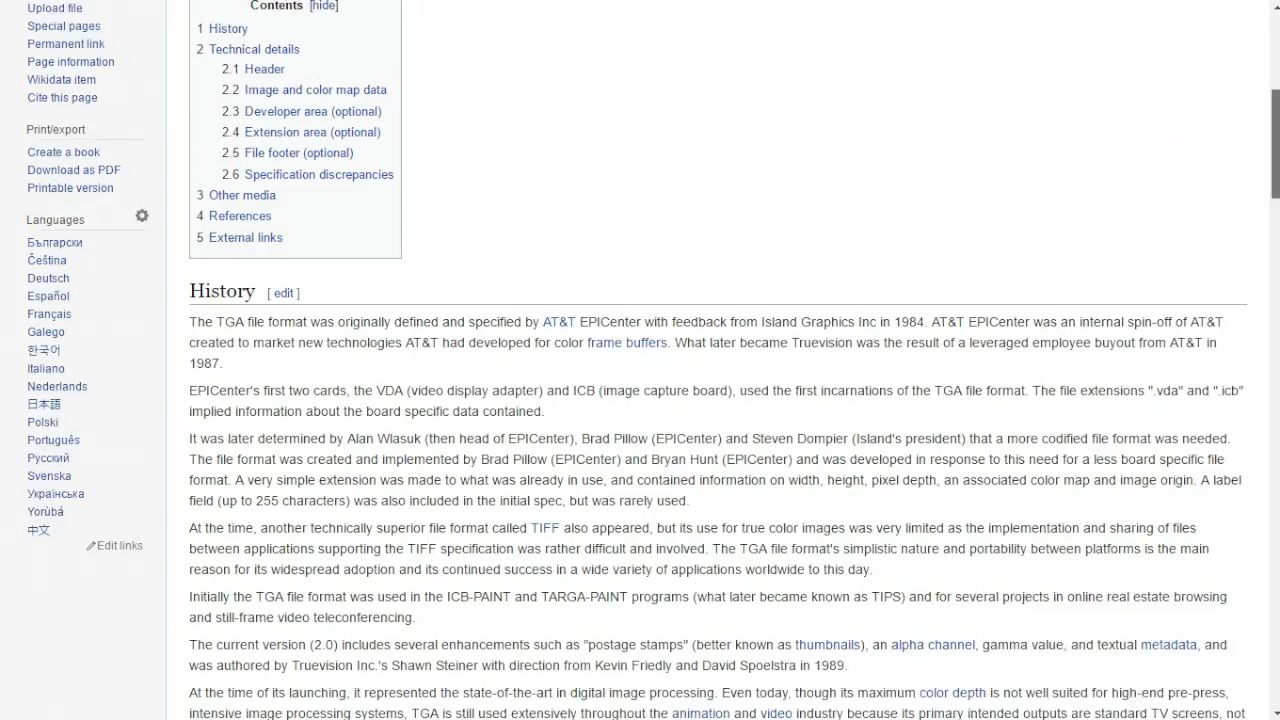 Upload file
Special pages
Permanent link
Page information
Wikidata item
Cite this page
Print/export
Create a book
Download as PDF
Printable version
Languages
Български
Čeština
Deutsch
Español
Français
Galego
한국어
Italiano
Nederlands
日本語
Polski
Português
Русский
Svenska
Українська
Yorùbá
中文
Edit links
Contents [hide]
1 History
2 Technical details
2.1 Header
2.2 Image and color map data
2.3 Developer area (optional)
2.4 Extension area (optional)
2.5 File footer (optional)
2.6 Specification discrepancies
3 Other media
4 References
5 External links
History [ edit ]
The TGA file format was originally defined and specified by AT&T EPICenter with feedback from Island Graphics Inc in 1984. AT&T EPICenter was an internal spin-off of AT&T
created to market new technologies AT&T had developed for color frame buffers. What later became Truevision was the result of a leveraged employee buyout from AT&T in
1987.
EPICenter's first two cards, the VDA (video display adapter) and ICB (image capture board), used the first incarnations of the TGA file format. The file extensions ".vda" and ".icb"
implied information about the board specific data contained.
It was later determined by Alan Wlasuk (then head of EPICenter), Brad Pillow (EPICenter) and Steven Dompier (Island's president) that a more codified file format was needed.
The file format was created and implemented by Brad Pillow (EPICenter) and Bryan Hunt (EPICenter) and was developed in response to this need for a less board specific file
format. A very simple extension was made to what was already in use, and contained information on width, height, pixel depth, an associated color map and image origin. A label
field (up to 255 characters) was also included in the initial spec, but was rarely used.
At the time, another technically superior file format called TIFF also appeared, but its use for true color images was very limited as the implementation and sharing of files
between applications supporting the TIFF specification was rather difficult and involved. The TGA file format's simplistic nature and portability between platforms is the main
reason for its widespread adoption and its continued success in a wide variety of applications worldwide to this day.
Initially the TGA file format was used in the ICB-PAINT and TARGA-PAINT programs (what later became known as TIPS) and for several projects in online real estate browsing
and still-frame video teleconferencing.
The current version (2.0) includes several enhancements such as "postage stamps" (better known as thumbnails), an alpha channel, gamma value, and textual metadata, and
was authored by Truevision Inc.'s Shawn Steiner with direction from Kevin Friedly and David Spoelstra in 1989.
At the time of its launching, it represented the state-of-the-art in digital image processing. Even today, though its maximum color depth is not well suited for high-end pre-press,
intensive image processing systems, TGA is still used extensively throughout the animation and video industry because its primary intended outputs are standard TV screens, not